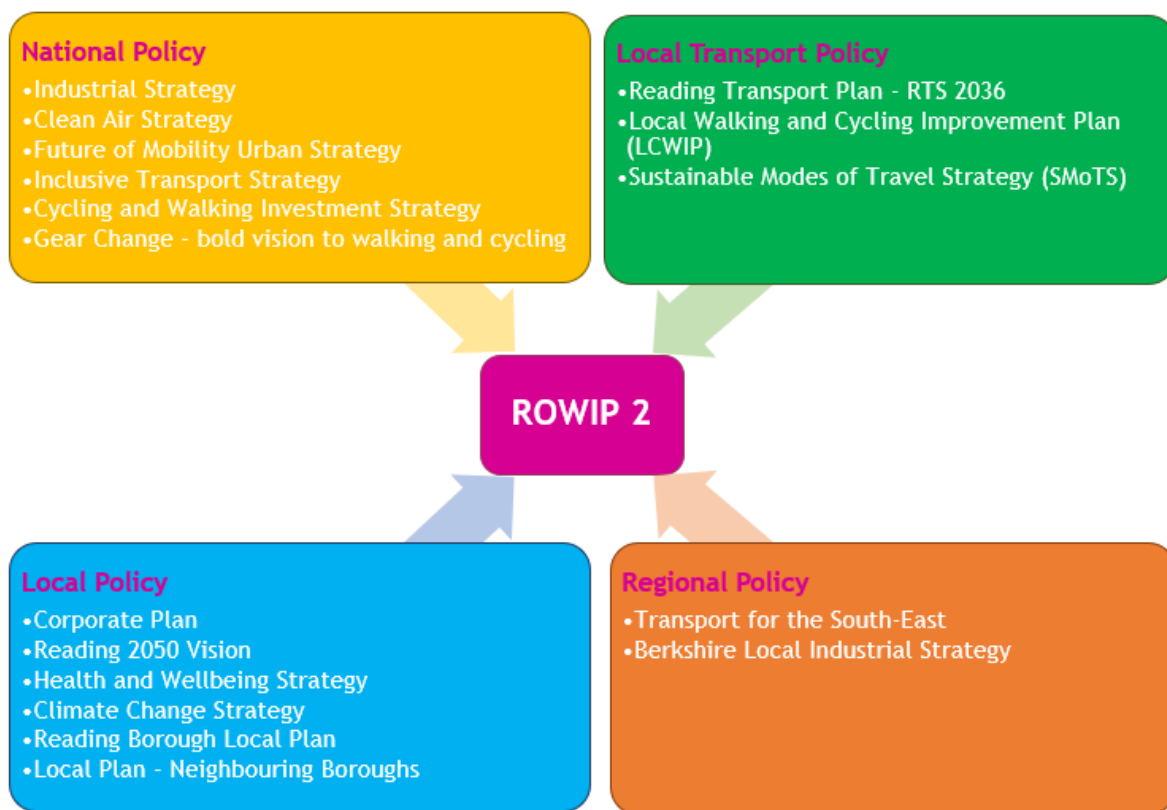 National Policy
•Industrial Strategy
•Clean Air Strategy
•Future of Mobility Urban Strategy
•Inclusive Transport Strategy
•Cycling and Walking Investment Strategy
•Gear Change - bold vision to walking and cycling
Local Transport Policy
•Reading Transport Plan - RTS 2036
•Local Walking and Cycling Improvement Plan
(LCWIP)
•Sustainable Modes of Travel Strategy (SMoTS)
ROWIP 2
Local Policy
•Corporate Plan
•Reading 2050 Vision
•Health and Wellbeing Strategy
•Climate Change Strategy
•Reading Borough Local Plan
•Local Plan - Neighbouring Boroughs
Regional Policy
•Transport for the South-East
•Berkshire Local Industrial Strategy